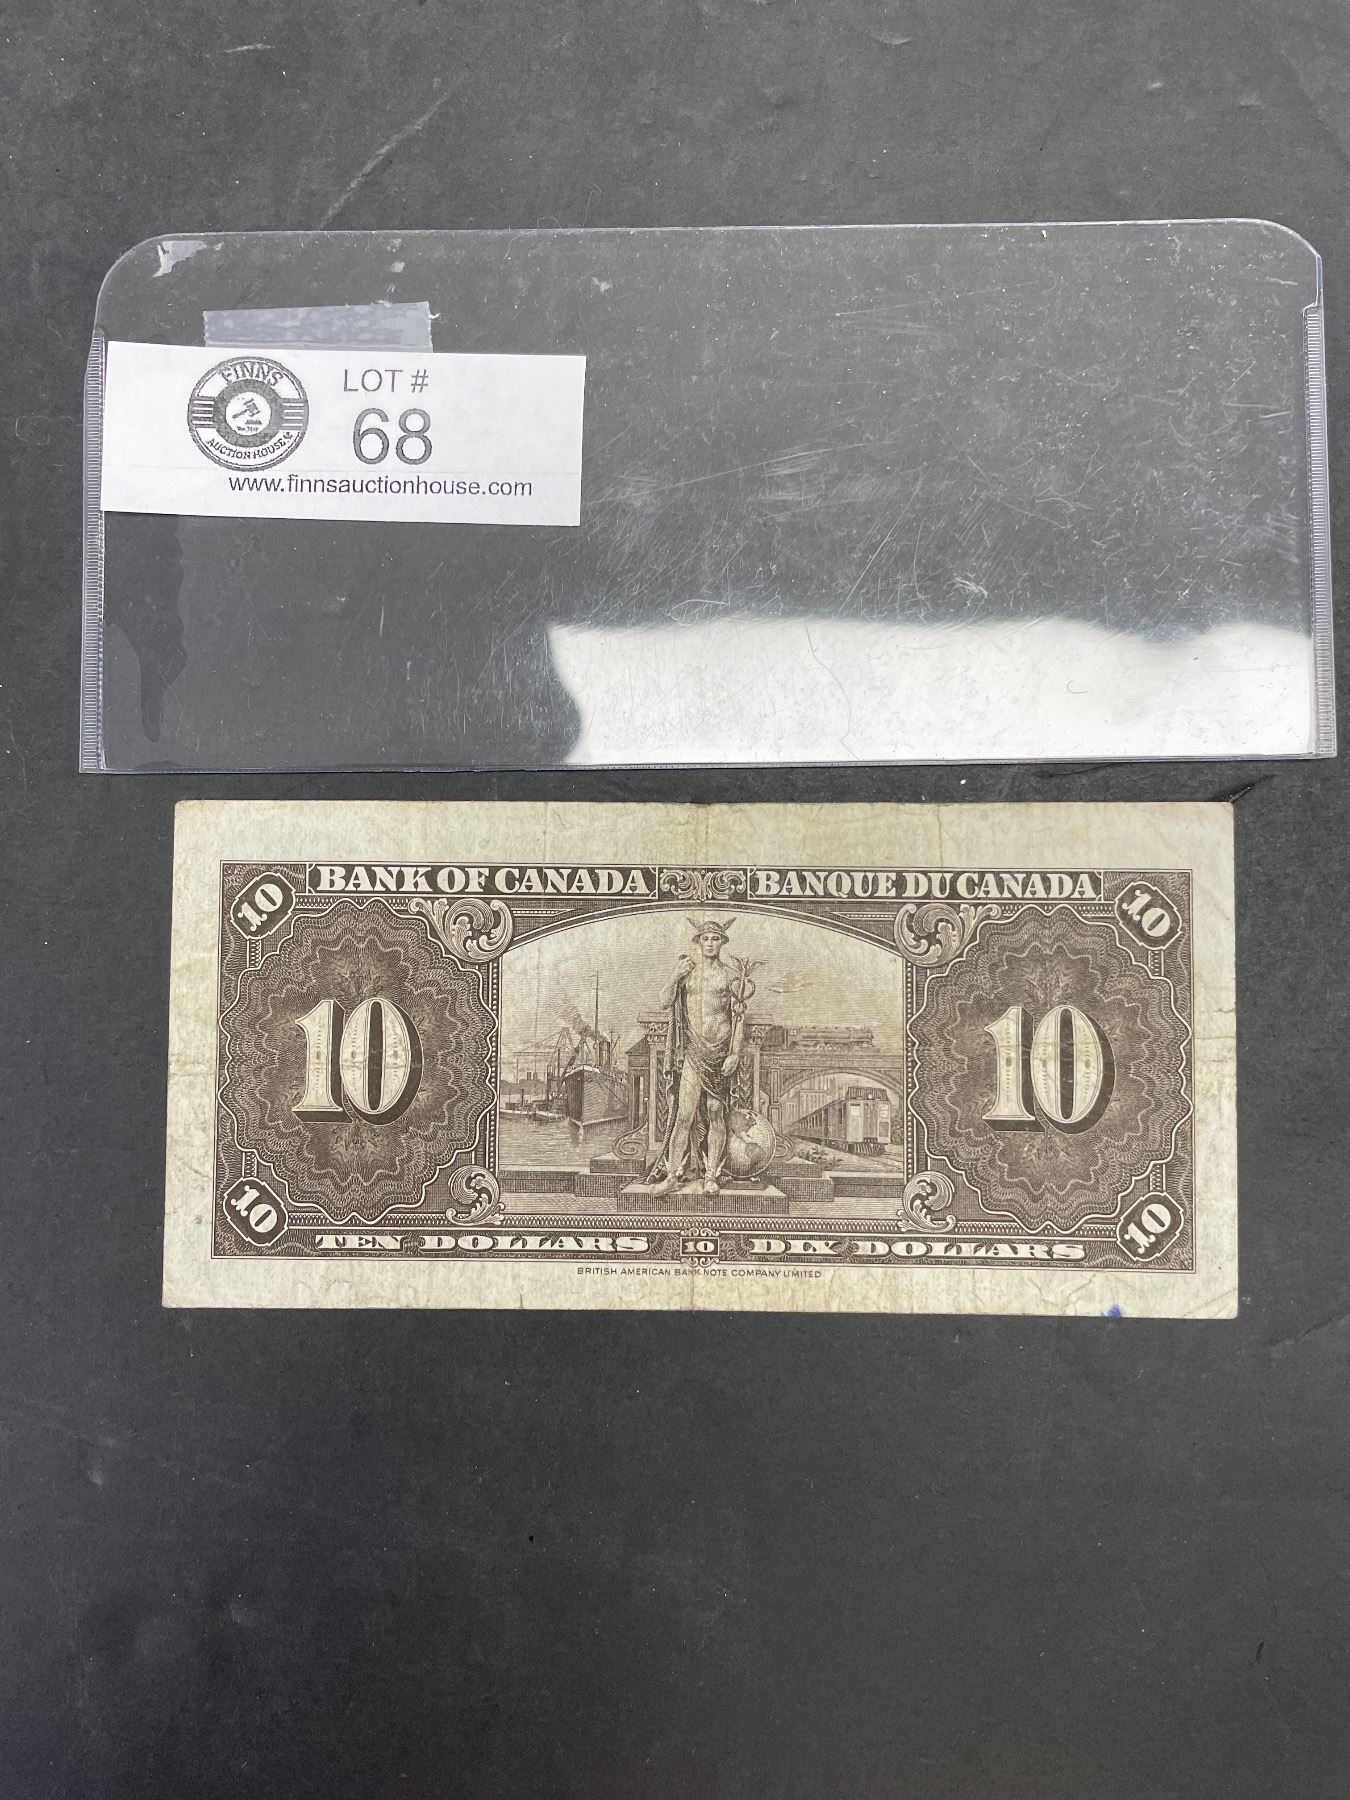 FINNS
AUCTION HOUSE
LOT #
68
www.finnsauctionhouse.com
10 BANK OF CANADA BANQUE DU CANADA 10
10 10
10 TEN DOLLARS 10 DIX DOLLARS 10
BRITISH AMERICAN BANK NOTE COMPANY LIMITED